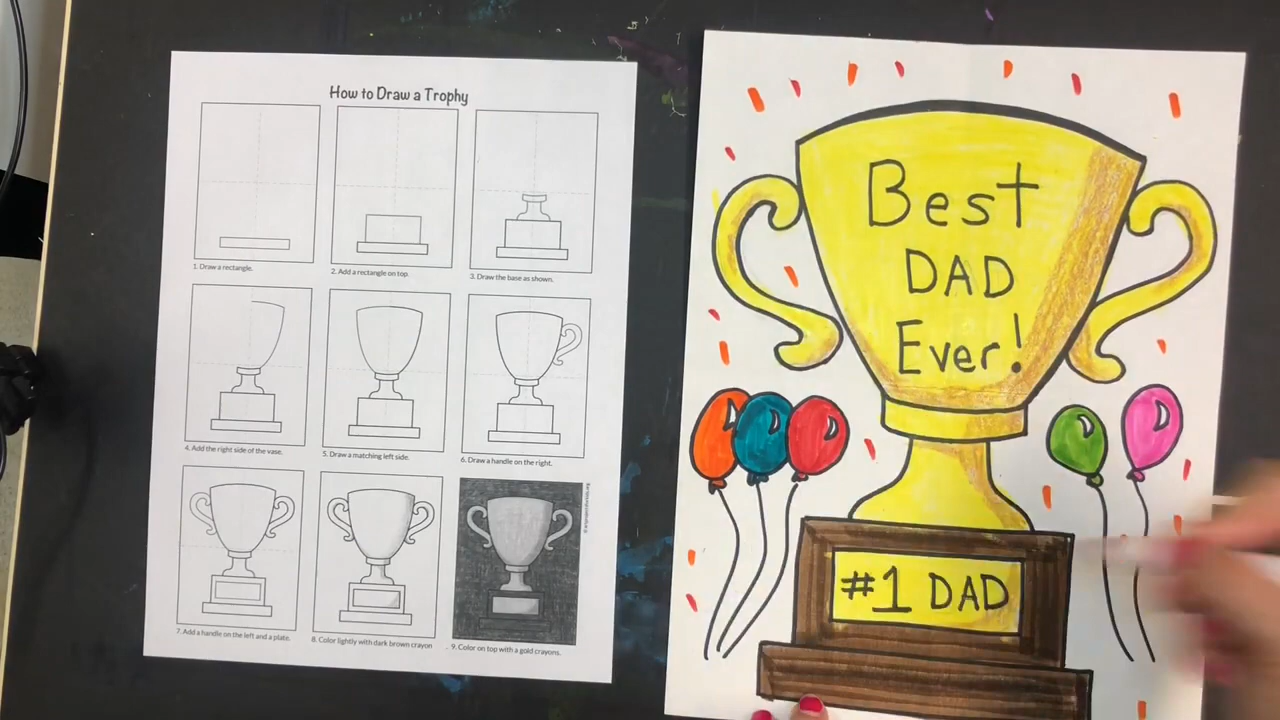 How to Draw a Trophy
1. Draw a rectangle.
2. Add a rectangle on top.
3. Draw the base as shown.
4. Add the right side of the vase.
5. Draw a matching left side.
6. Draw a handle on the right.
7. Add a handle on the left and a plate.
8. Color lightly with dark brown crayon
9. Color on top with a gold crayons.
Best
DAD
Ever!
#1 DAD